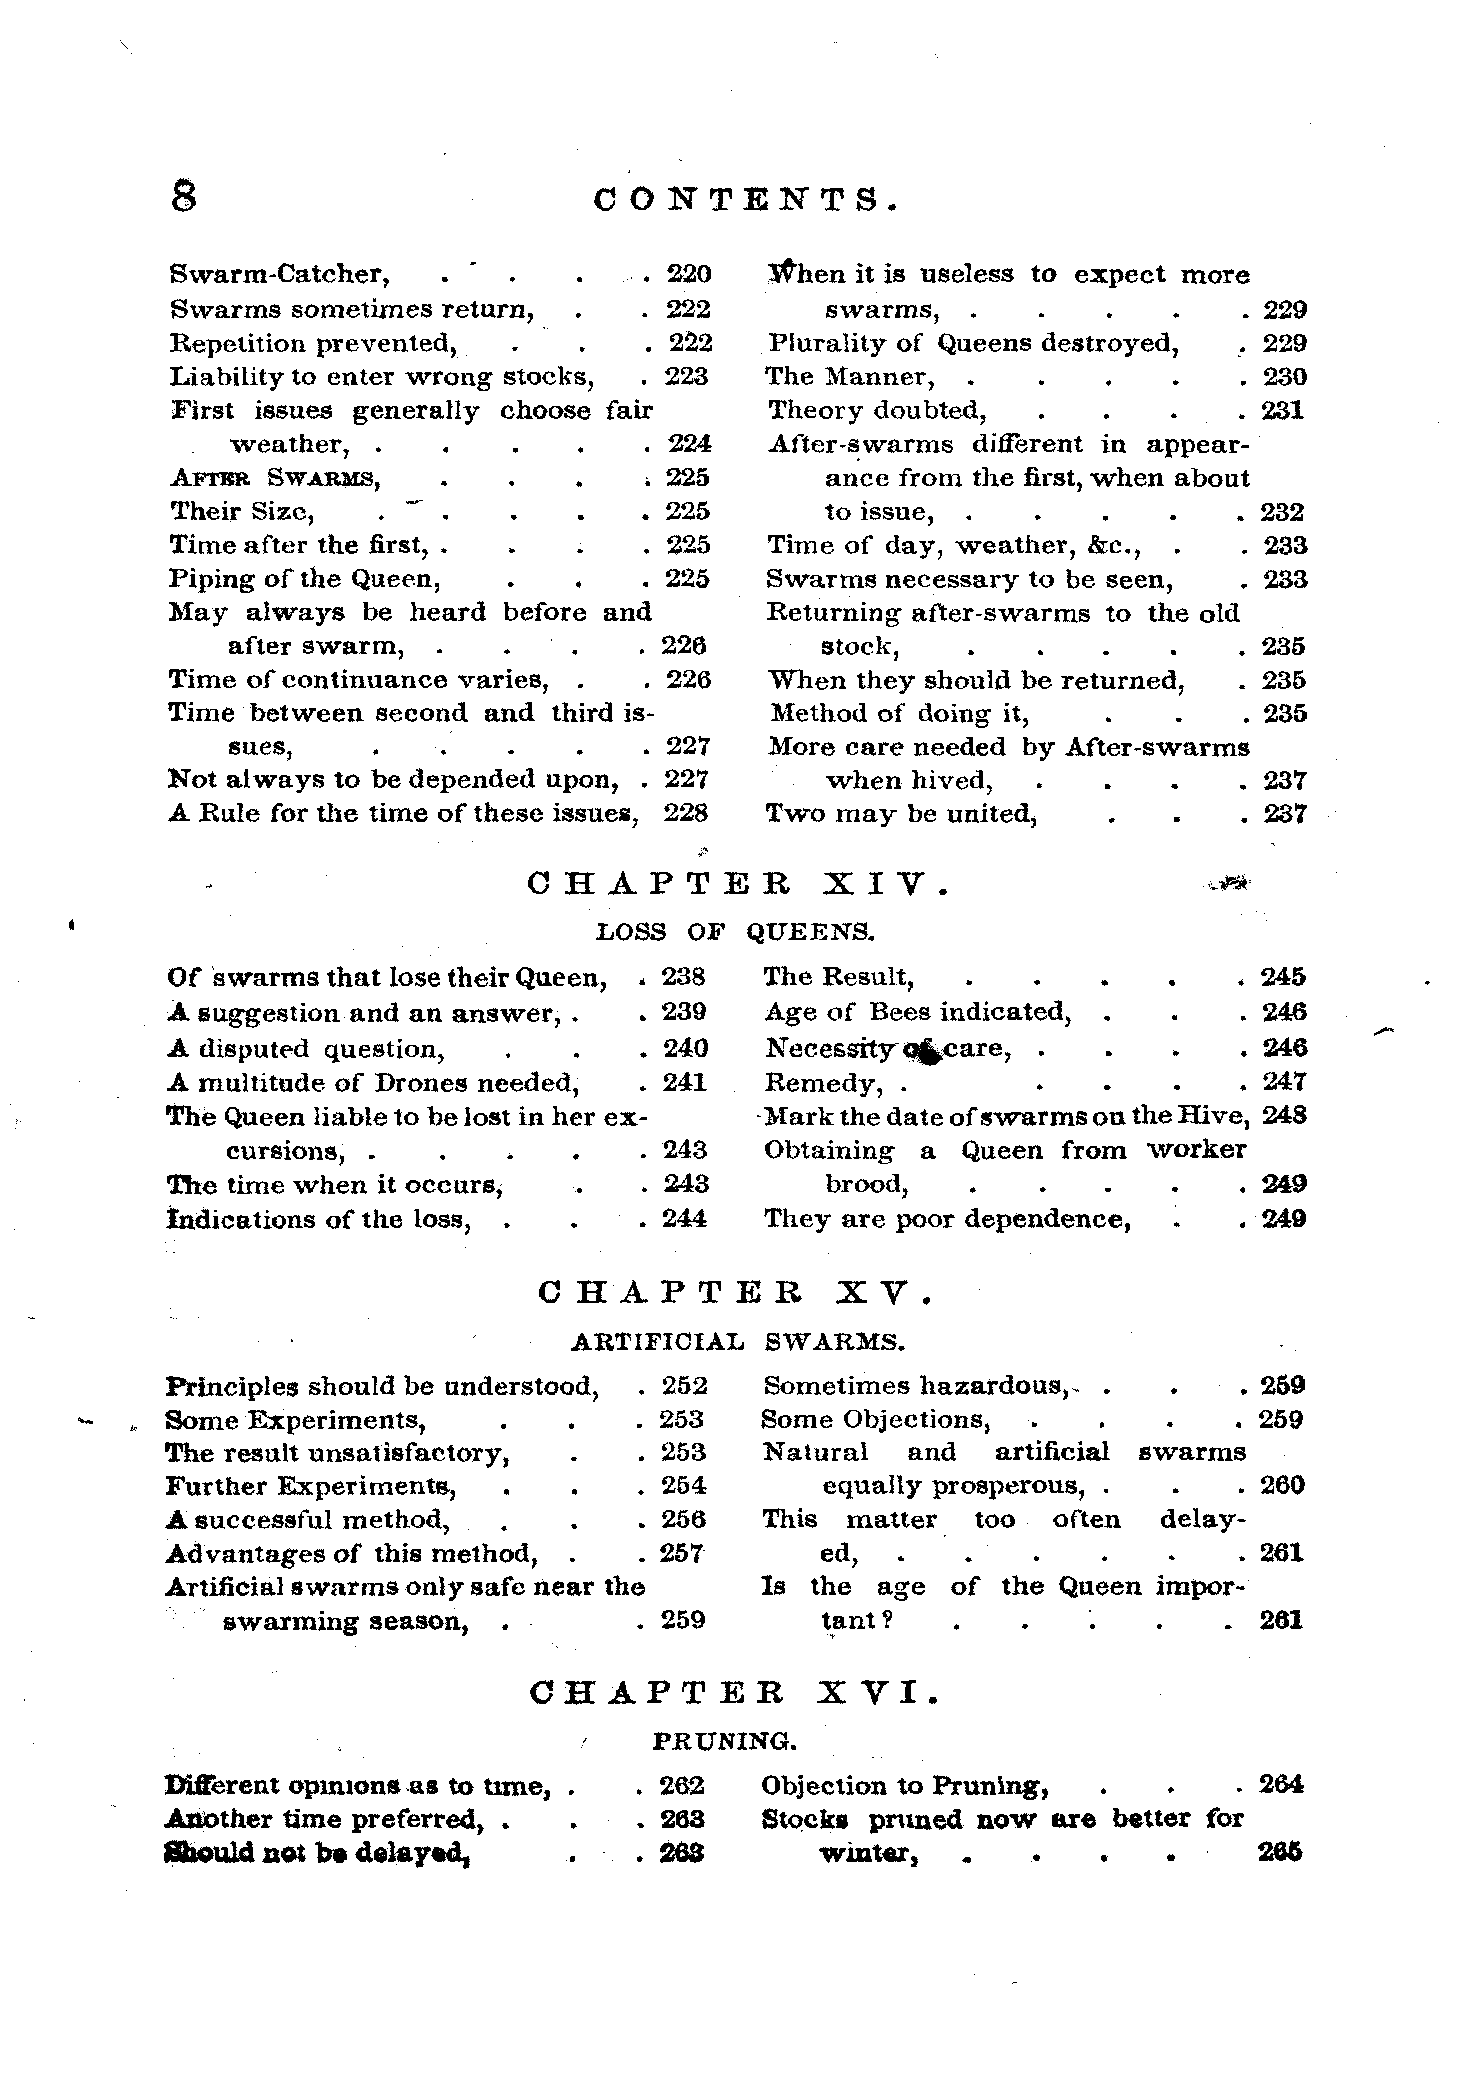 8 CONTENTS.
Swarm-Catcher, . . . . 220
Swarms sometimes return, . . 222
Repetition prevented, . . . 222
Liability to enter wrong stocks, . 223
First issues generally choose fair
weather, . . . . . 224
AFTER SWARMS, . . . . 225
Their Size, . . . . . 225
Time after the first, . . . . 225
Piping of the Queen, . . . 225
May always be heard before and
after swarm, . . . . 226
Time of continuance varies, . . 226
Time between second and third is-
sues, . . . . . 227
Not always to be depended upon, . 227
A Rule for the time of these issues, 228
When it is useless to expect more
swarms, . . . . . 229
Plurality of Queens destroyed, . 229
The Manner, . . . . . 230
Theory doubted, . . . . 231
After-swarms different in appear-
ance from the first, when about
to issue, . . . . . 232
Time of day, weather, &c., . . 233
Swarms necessary to be seen, . 233
Returning after-swarms to the old
stock, . . . . . 235
When they should be returned, . 235
Method of doing it, . . . 235
More care needed by After-swarms
when hived, . . . . 237
Two may be united, . . . 237
CHAPTER XIV.
LOSS OF QUEENS.
Of swarms that lose their Queen, . 238
A suggestion and an answer, . . 239
A disputed question, . . . 240
A multitude of Drones needed, . 241
The Queen liable to be lost in her ex-
cursions, . . . . . 243
The time when it occurs, . . 243
Indications of the loss, . . . 244
The Result, . . . . . 245
Age of Bees indicated, . . . 246
Necessity of care, . . . . 246
Remedy, . . . . . 247
Mark the date of swarms on the Hive, 248
Obtaining a Queen from worker
brood, . . . . . 249
They are poor dependence, . . 249
CHAPTER XV.
ARTIFICIAL SWARMS.
Principles should be understood, . 252
Some Experiments, . . . 253
The result unsatisfactory, . . 253
Further Experiments, . . . 254
A successful method, . . . 256
Advantages of this method, . . 257
Artificial swarms only safe near the
swarming season, . . 259
Sometimes hazardous, . . . 259
Some Objections, . . . . 259
Natural and artificial swarms
equally prosperous, . . . 260
This matter too often delay-
ed, . . . . . . 261
Is the age of the Queen impor-
tant? . . . . . 261
CHAPTER XVI.
PRUNING.
Different opinions as to time, . . 262
Another time preferred, . . . 263
Should not be delayed, . . 263
Objection to Pruning, . . . 264
Stocks pruned now are better for
winter, . . . . 265